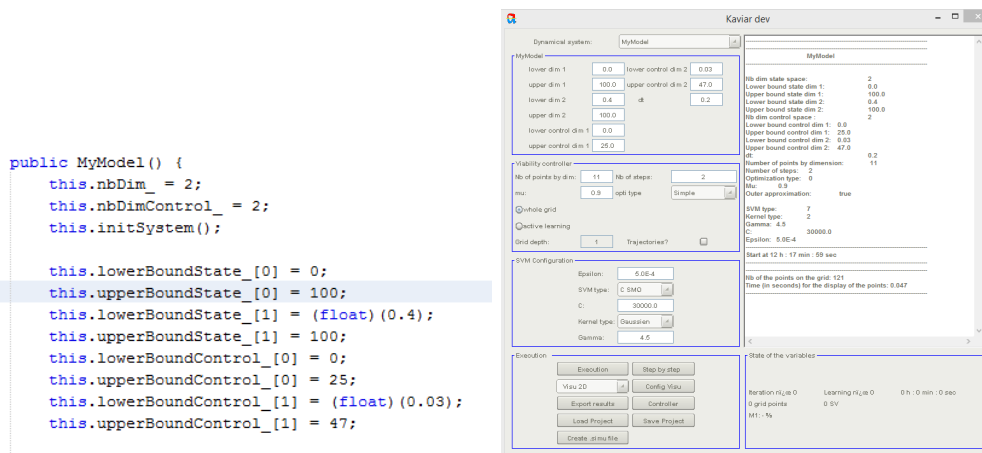 public MyModel() {
this.nbDim_ = 2;
this.nbDimControl_ = 2;
this.initSystem();
this.lowerBoundState_[0] = 0;
this.upperBoundState_[0] = 100;
this.lowerBoundState_[1] = (float)(0.4);
this.upperBoundState_[1] = 100;
this.lowerBoundControl_[0] = 0;
this.upperBoundControl_[0] = 25;
this.lowerBoundControl_[1] = (float)(0.03);
this.upperBoundControl_[1] = 47;
Kaviar dev
Dynamical system: MyModel
MyModel
lower dim 1 0.0 lower control dim 2 0.03
upper dim 1 100.0 upper control dim 2 47.0
lower dim 2 0.4 dt 0.2
upper dim 2 100.0
lower control dim 1 0.0
upper control dim 1 25.0
Viability controller
Nb of points by dim: 11 Nb of steps: 2
mu: 0.9 opti type Simple
whole grid
active learning
Grid depth: 1 Trajectories?
SVM Configuration
Epsilon: 5.0E-4
SVM type: C SMO
C: 30000.0
Kernel type: Gaussien
Gamma: 4.5
Execution
Execution Step by step
Visu 2D Config Visu
Export results Controller
Load Project Save Project
Create .simu file
MyModel
Nb dim state space: 2
Lower bound state dim 1: 0.0
Upper bound state dim 1: 100.0
Lower bound state dim 2: 0.4
Upper bound state dim 2: 100.0
Nb dim control space : 2
Lower bound control dim 1: 0.0
Upper bound control dim 1: 25.0
Lower bound control dim 2: 0.03
Upper bound control dim 2: 47.0
dt: 0.2
Number of points by dimension: 11
Number of steps: 2
Optimization type: 0
Mu: 0.9
Outer approximation: true
SVM type: 7
Kernel type: 2
Gamma: 4.5
C: 30000.0
Epsilon: 5.0E-4
Start at 12 h : 17 min : 59 sec
Nb of the points on the grid: 121
Time (in seconds) for the display of the points: 0.047
State of the variables
Iteration nï¿œ 0 Learning nï¿œ 0 0 h : 0 min : 0 sec
0 grid points 0 SV
M1: - %